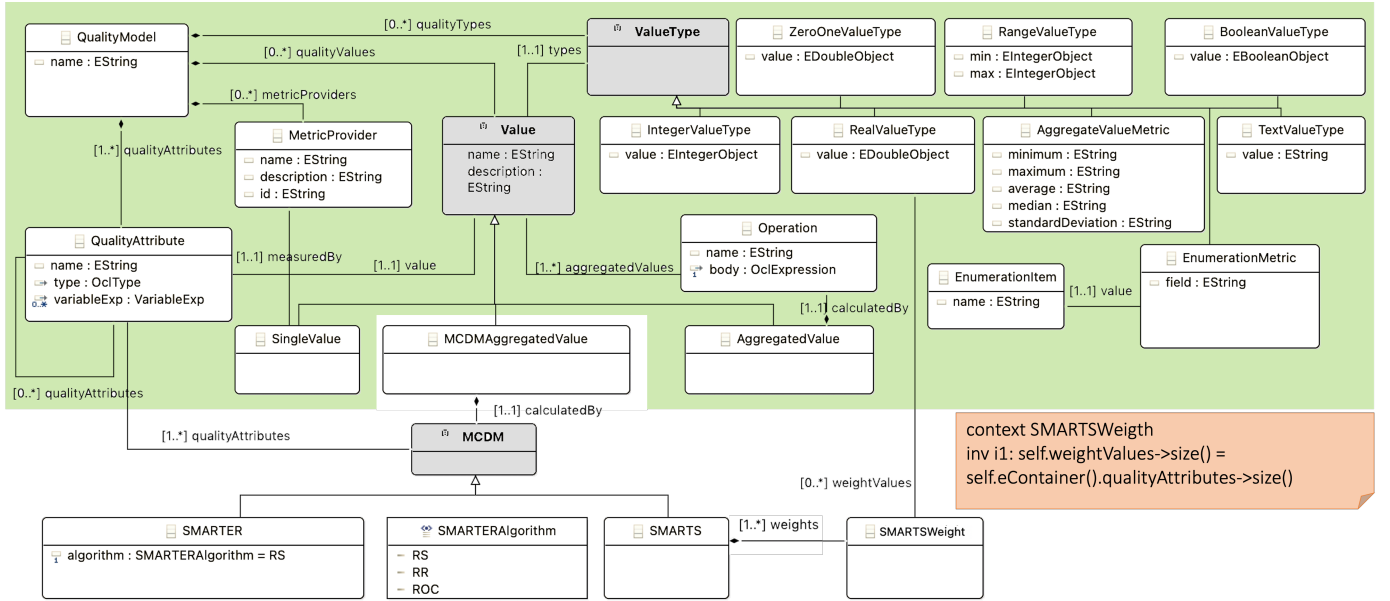 QualityModel
name : EString
[0..*] qualityTypes
[0..*] qualityValues
[1..1] types
[0..*] metricProviders
[1..*] qualityAttributes
ValueType
ZeroOneValueType
value : EDoubleObject
RangeValueType
min : EIntegerObject
max : EIntegerObject
BooleanValueType
value : EBooleanObject
MetricProvider
name : EString
description : EString
id : EString
Value
name : EString
description :
EString
IntegerValueType
value : EIntegerObject
RealValueType
value : EDoubleObject
AggregateValueMetric
minimum : EString
maximum : EString
average : EString
median : EString
standardDeviation : EString
TextValueType
value : EString
QualityAttribute
name : EString
type : OclType
variableExp : VariableExp
0..*
[1..1] measuredBy
[1..1] value
[1..*] aggregatedValues
Operation
name : EString
body : OclExpression
1
EnumerationItem
name : EString
[1..1] value
EnumerationMetric
field : EString
[1..1] calculatedBy
SingleValue
MCDMAggregatedValue
AggregatedValue
[0..*] qualityAttributes
[1..1] calculatedBy
[1..*] qualityAttributes
MCDM
context SMARTSWeigth
inv i1: self.weightValues->size() =
self.eContainer().qualityAttributes->size()
[0..*] weightValues
SMARTER
algorithm : SMARTERAlgorithm = RS
1
SMARTERAlgorithm
RS
RR
ROC
SMARTS
[1..*] weights
SMARTSWeight